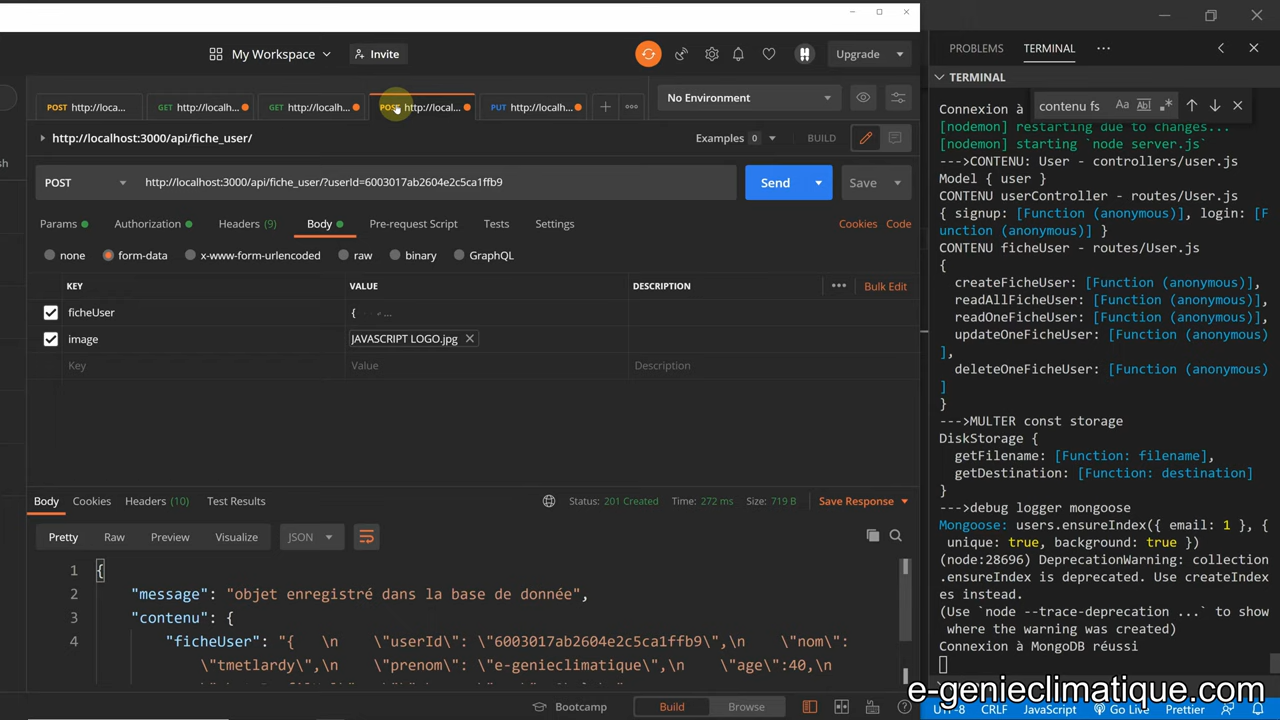 My Workspace
Invite
Upgrade
POST http://loca...
GET http://localh...
GET http://localh...
POST http://local...
PUT http://localh...
No Environment
http://localhost:3000/api/fiche_user/
Examples 0
BUILD
POST
http://localhost:3000/api/fiche_user/?userId=6003017ab2604e2c5ca1ffb9
Send
Save
Params
Authorization
Headers (9)
Body
Pre-request Script
Tests
Settings
Cookies
Code
none
form-data
x-www-form-urlencoded
raw
binary
GraphQL
KEY
VALUE
DESCRIPTION
Bulk Edit
ficheUser
{ ...
image
JAVASCRIPT LOGO.jpg
Key
Value
Description
Body
Cookies
Headers (10)
Test Results
Status: 201 Created
Time: 272 ms
Size: 719 B
Save Response
Pretty
Raw
Preview
Visualize
JSON
1 {
2 "message": "objet enregistré dans la base de donnée",
3 "contenu": {
4 "ficheUser": "{ \n \"userId\": \"6003017ab2604e2c5ca1ffb9\",\n \"nom\":
\"tmetlardy\",\n \"prenom\": \"e-genieclimatique\",\n \"age\":40,\n
Bootcamp
Build
Browse
PROBLEMS
TERMINAL
TERMINAL
contenu fs
Connexion à
[nodemon] restarting due to changes...
[nodemon] starting `node server.js`
--->CONTENU: User - controllers/user.js
Model { user }
CONTENU userController - routes/User.js
{ signup: [Function (anonymous)], login: [F
unction (anonymous)] }
CONTENU ficheUser - routes/User.js
{
createFicheUser: [Function (anonymous)],
readAllFicheUser: [Function (anonymous)],
readOneFicheUser: [Function (anonymous)],
updateOneFicheUser: [Function (anonymous)
],
deleteOneFicheUser: [Function (anonymous)
]
}
--->MULTER const storage
DiskStorage {
getFilename: [Function: filename],
getDestination: [Function: destination]
}
--->debug logger mongoose
Mongoose: users.ensureIndex({ email: 1 }, {
unique: true, background: true })
(node:28696) DeprecationWarning: collection
.ensureIndex is deprecated. Use createIndex
es instead.
(Use `node --trace-deprecation ...` to show
where the warning was created)
Connexion à MongoDB réussi
e-genieclimatique.com
UTF-8
CRLF
JavaScript
Go Live
Prettier